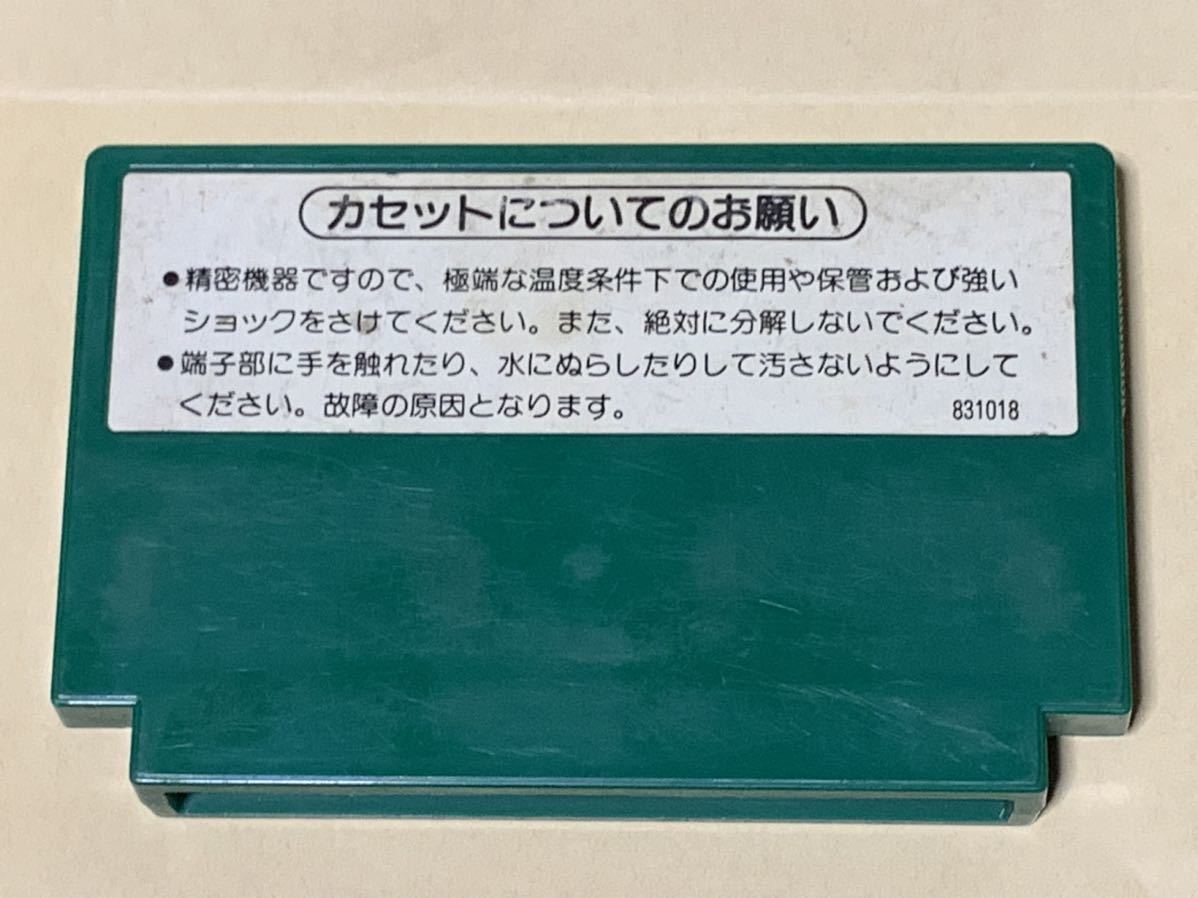 カセットについてのお願い
●精密機器ですので、極端な温度条件下での使用や保管および強い
ショックをさけてください。また、絶対に分解しないでください。
●端子部に手を触れたり、水にぬらしたりして汚さないようにして
ください。故障の原因となります。 831018